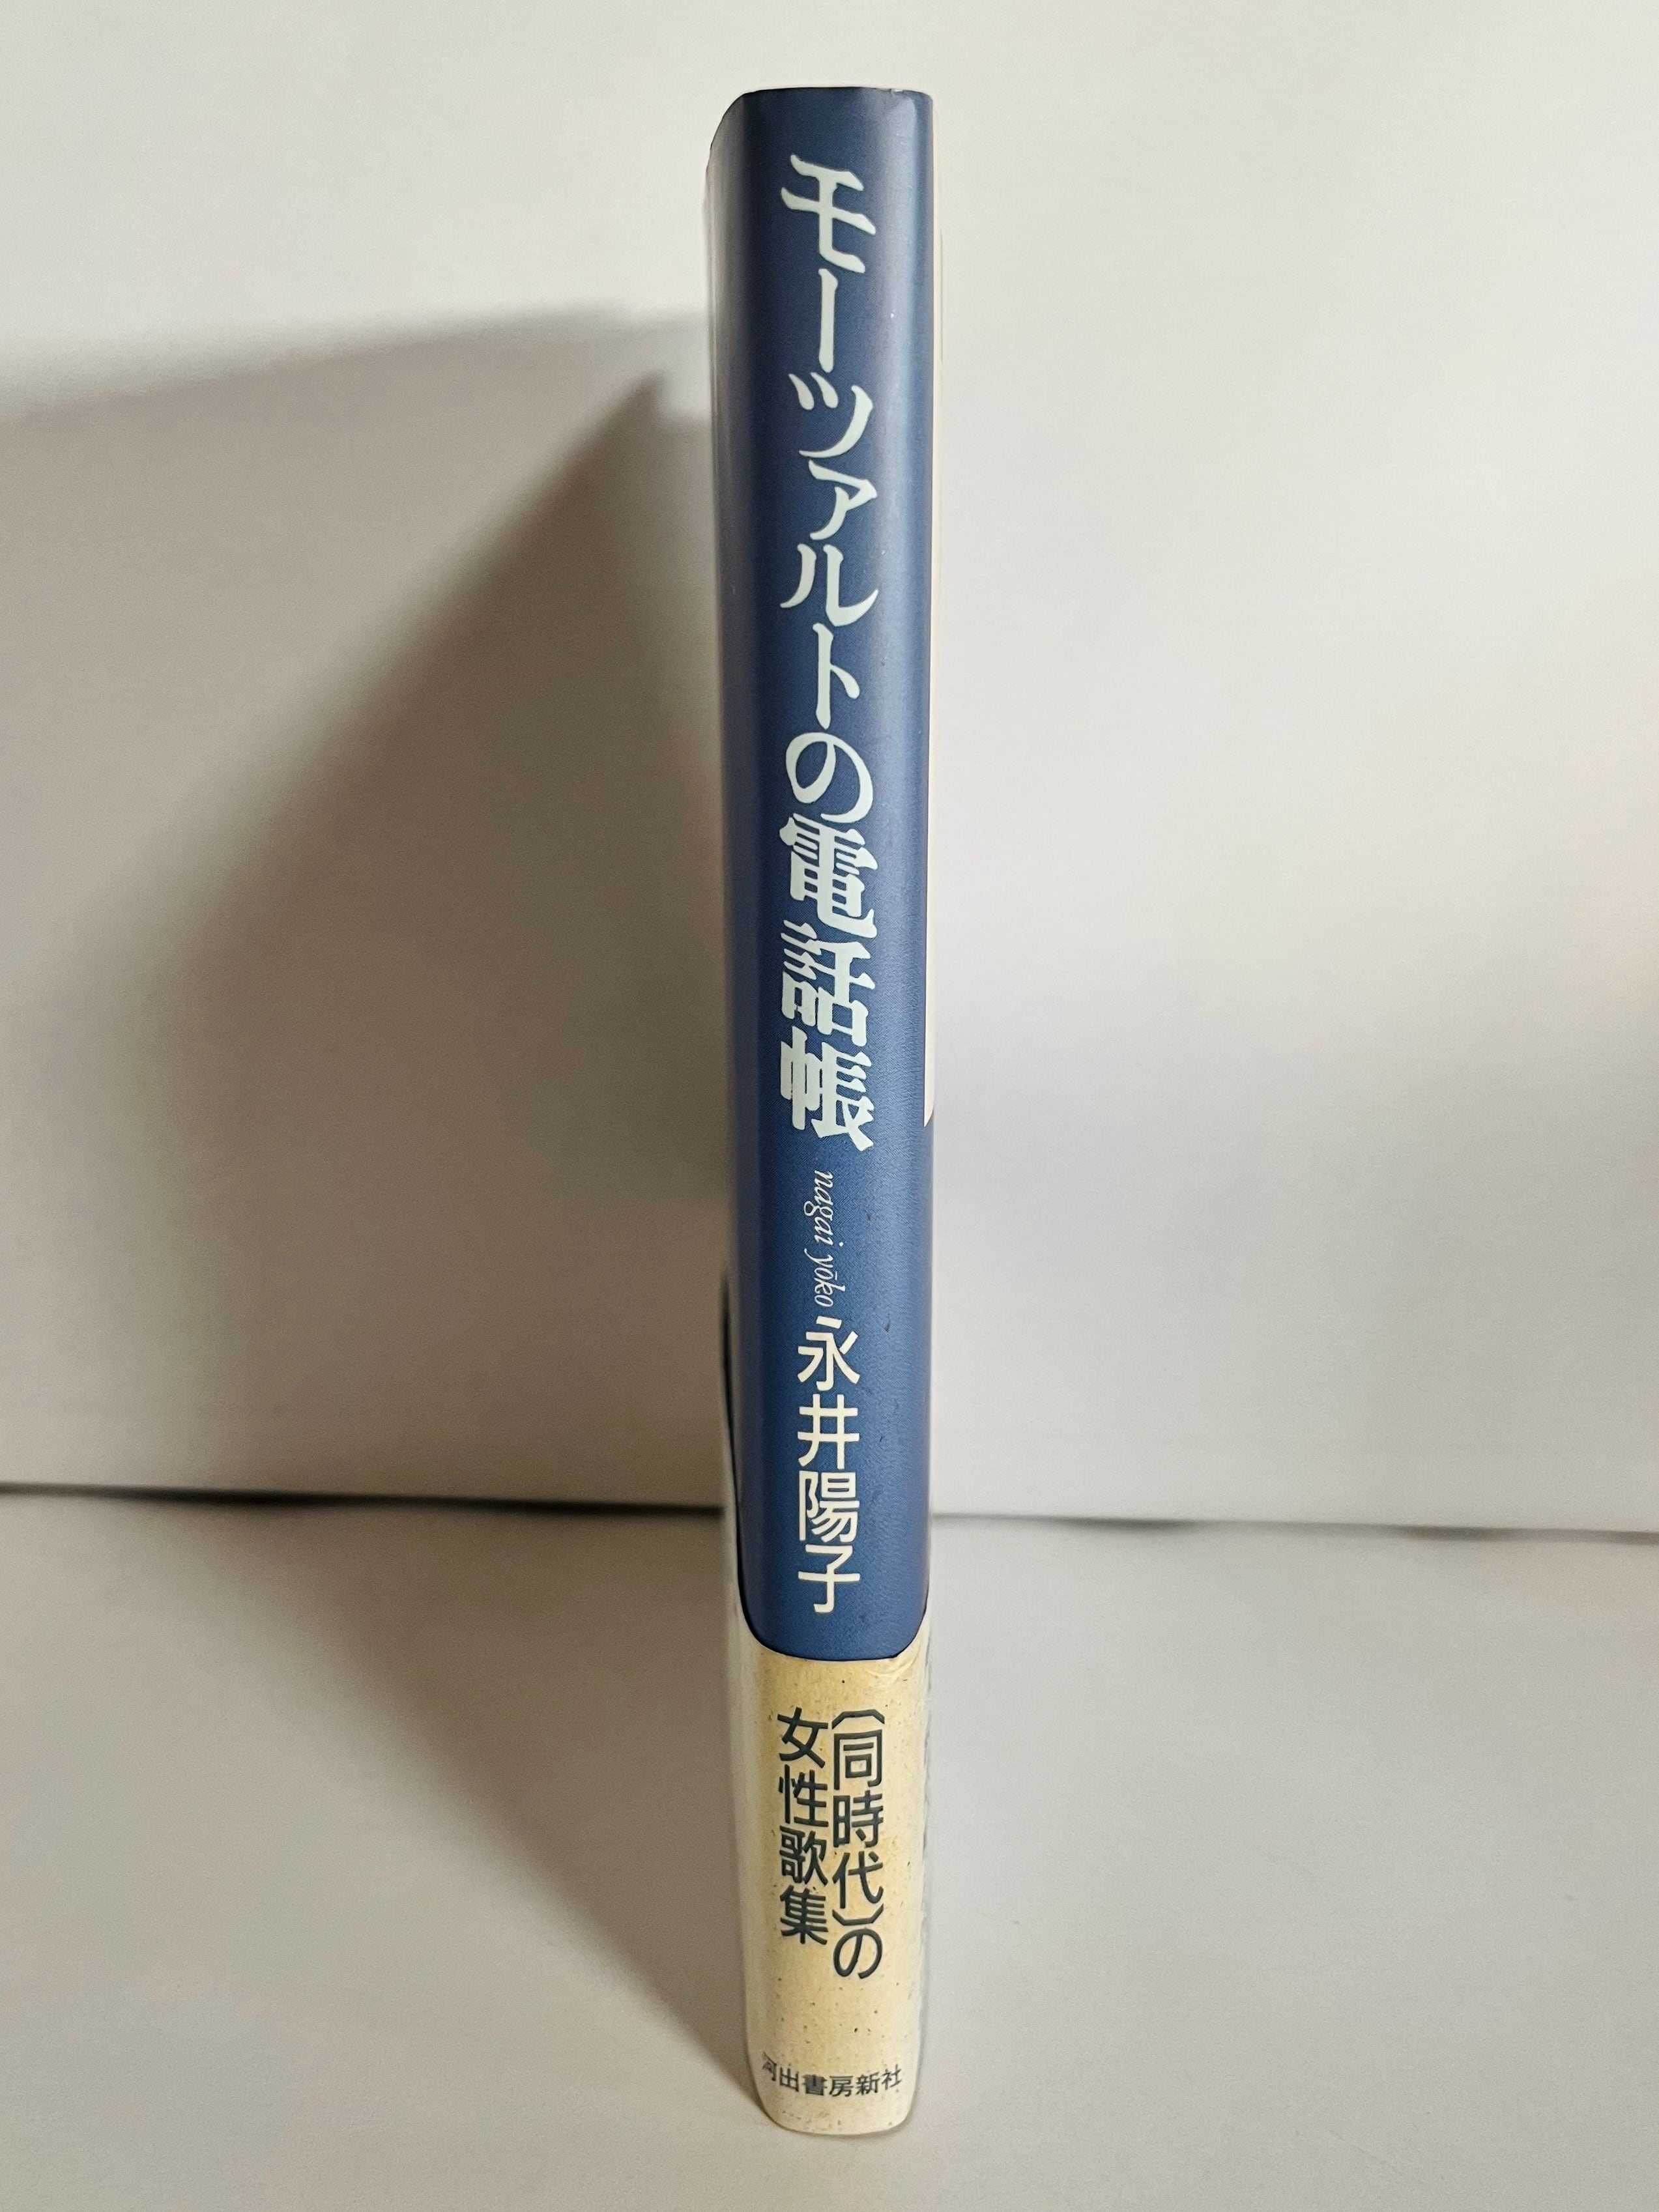 モーツァルトの電話帳
nagai yōko
永井陽子
〔同時代〕の
女性歌集
河出書房新社